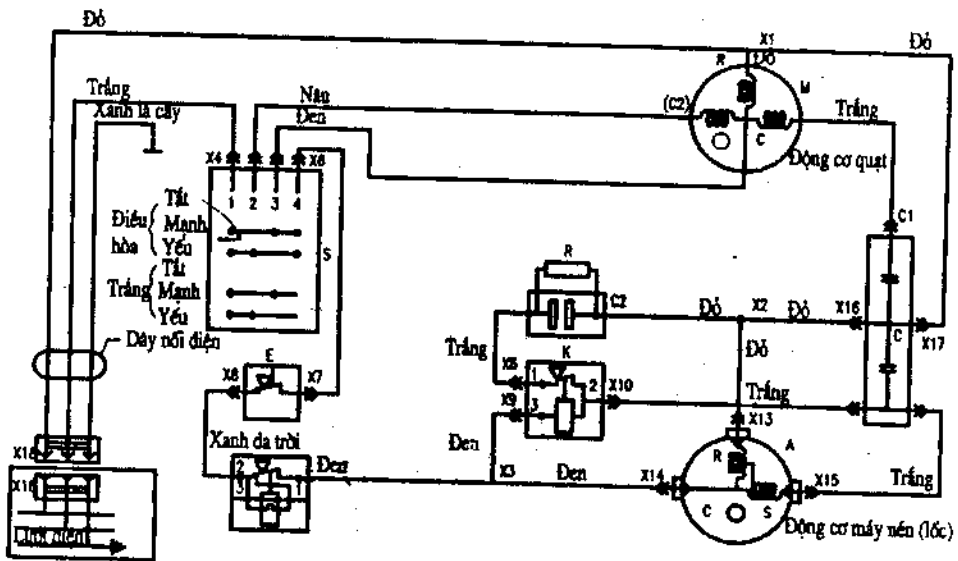 Đỏ
X1
Đỏ
R
Đỏ
M
Trắng
Xanh lá cây
Nâu
Đen
(C2)
C
Trắng
Động cơ quạt
X4
X6
1 2 3 4
Điều hòa
Tắt
Mạnh
Yếu
S
Trắng
Tắt
Mạnh
Yếu
C1
R
C2
Đỏ
X2
Đỏ
X16
C
X17
Dây nối điện
E
X8
X7
Trắng
X5
K
1
2
X10
X9
3
Đỏ
Trắng
X13
Xanh da trời
2
3
1
Đen
Đen
X3
Đen
X14
R
A
X15
Trắng
C
S
Động cơ máy nén (lốc)
X18
X18
Lưới điện